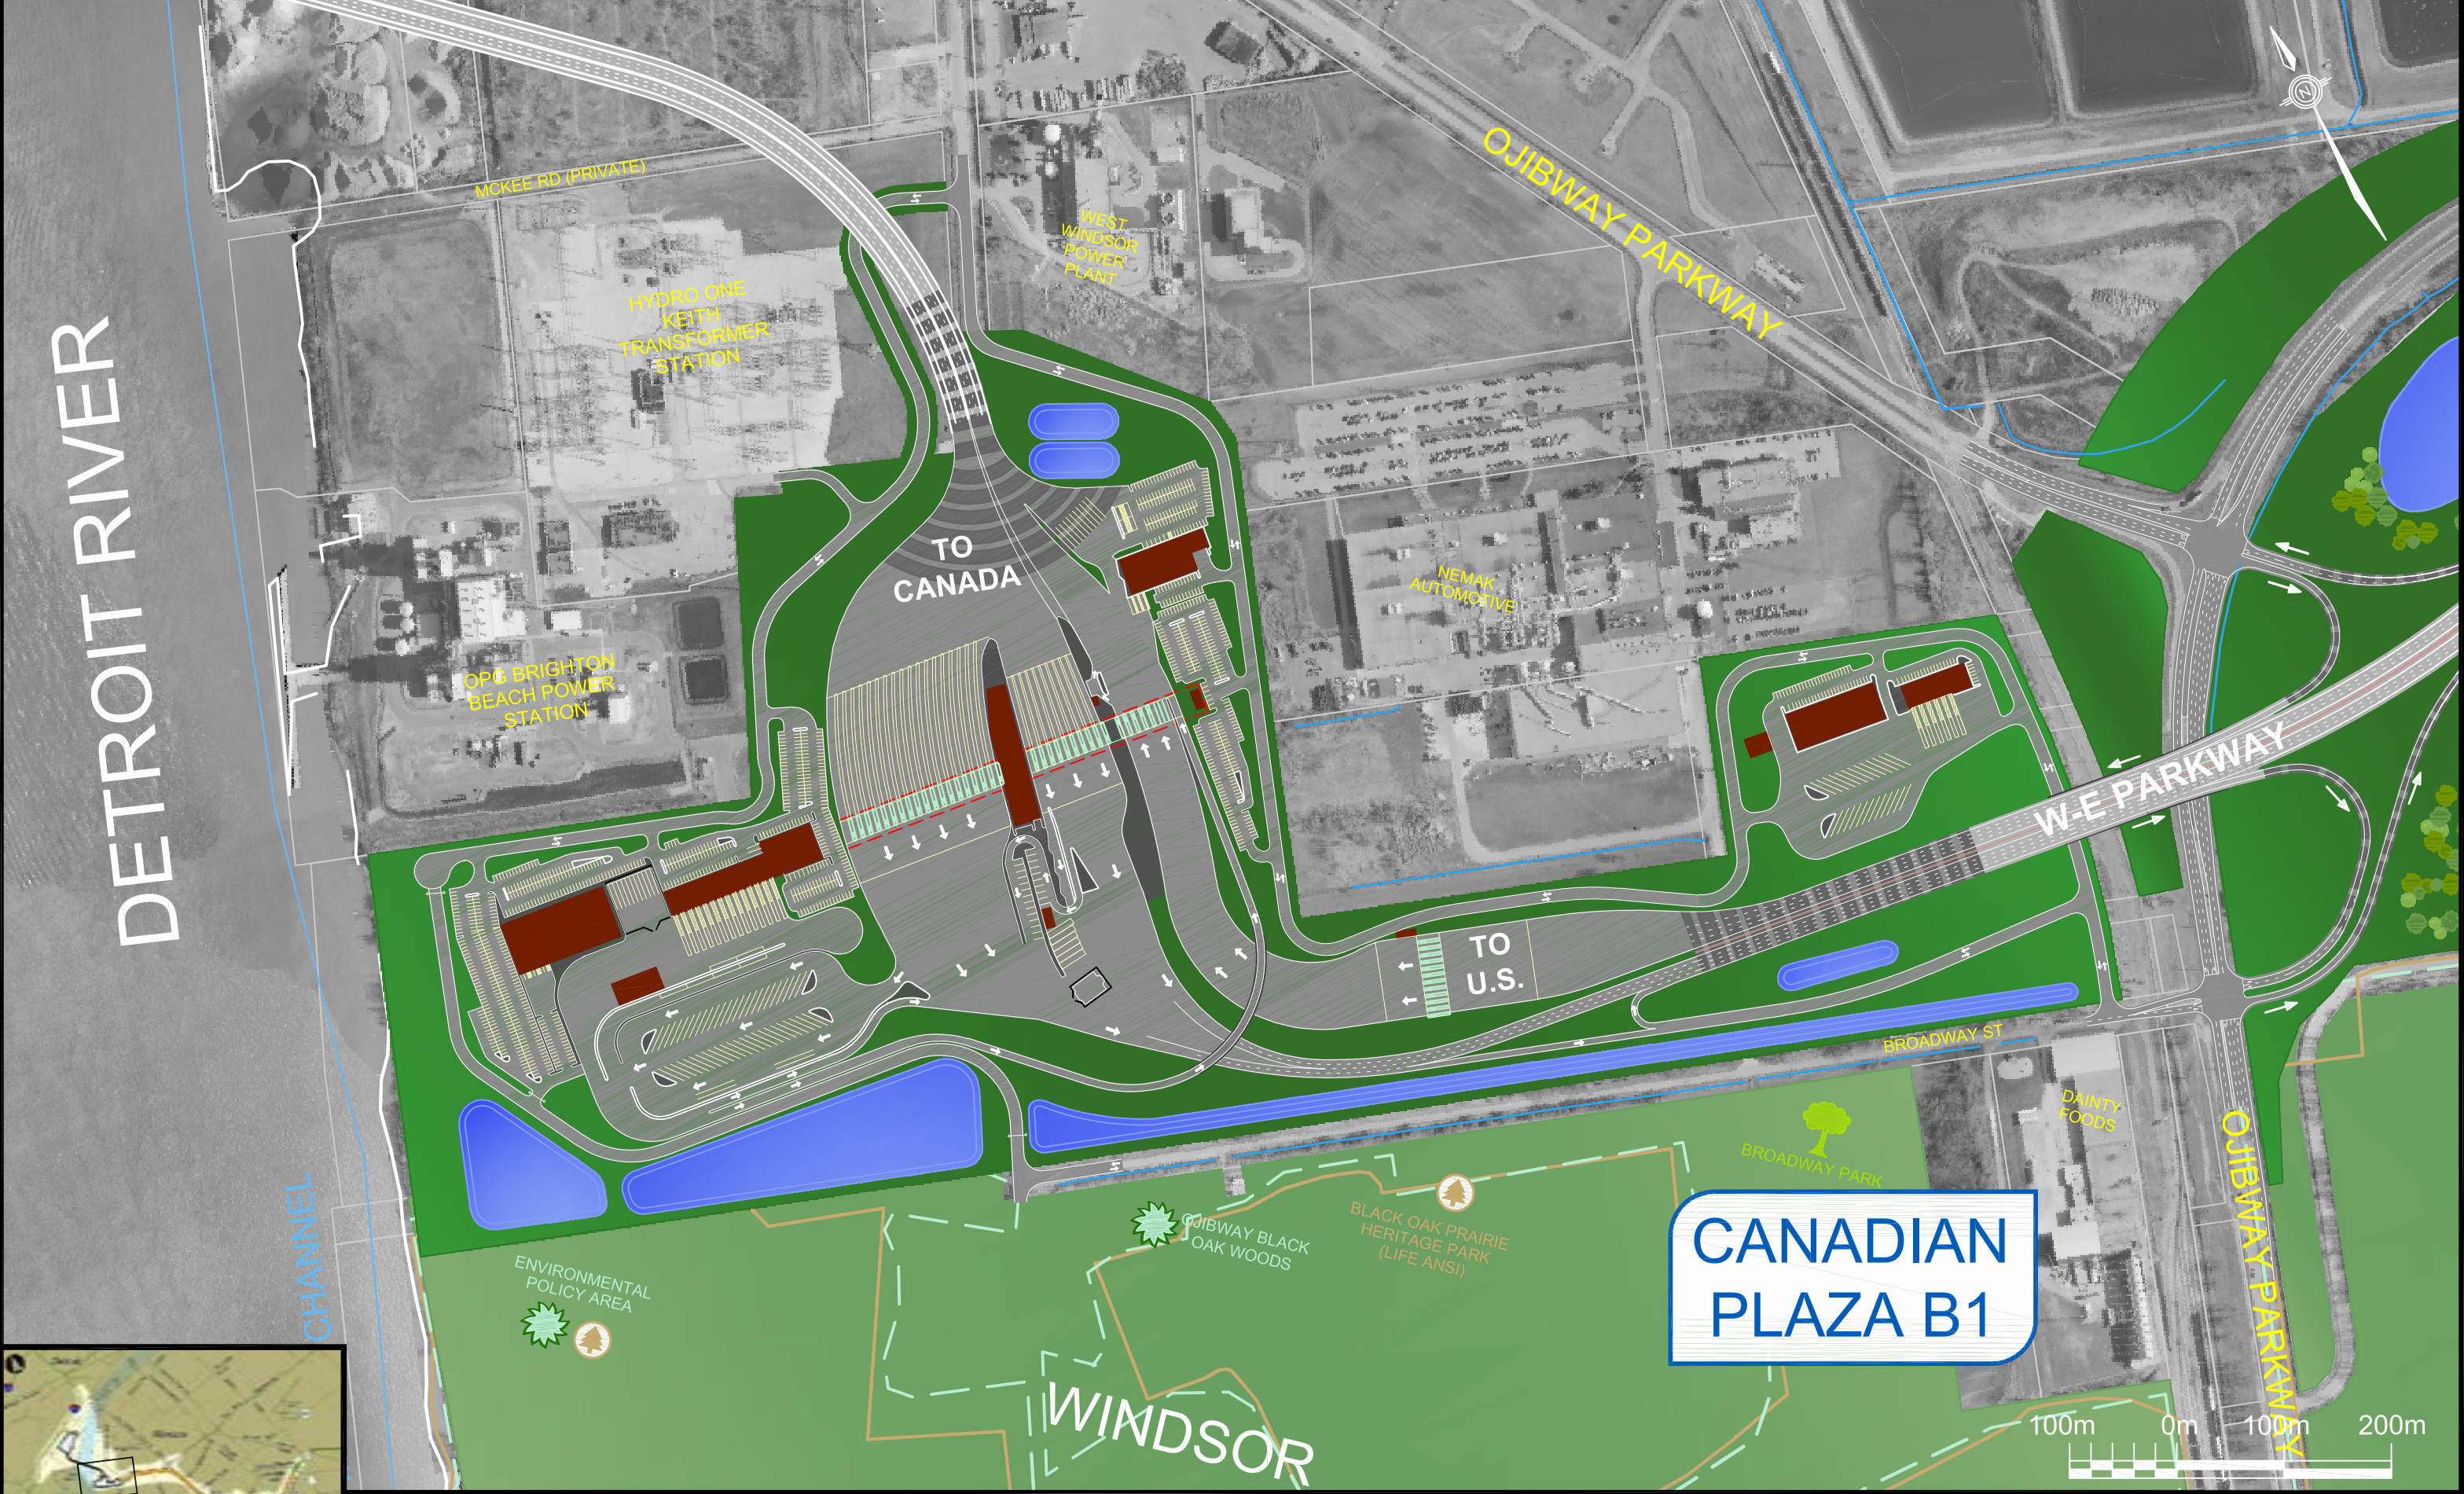 MCKEE RD (PRIVATE)
OJIBWAY PARKWAY
N
WEST
WINDSOR
POWER
PLANT
HYDRO ONE
KEITH
TRANSFORMER
STATION
DETROIT RIVER
TO
CANADA
NEMAK
AUTOMOTIVE
OPG BRIGHTON
BEACH POWER
STATION
W-E PARKWAY
TO
U.S.
BROADWAY ST
DAINTY
FOODS
BROADWAY PARK
OJIBWAY PARKWAY
CHANNEL
OJIBWAY BLACK
OAK WOODS
BLACK OAK PRAIRIE
HERITAGE PARK
(LIFE ANSI)
ENVIRONMENTAL
POLICY AREA
CANADIAN
PLAZA B1
WINDSOR
100m 0m 100m 200m